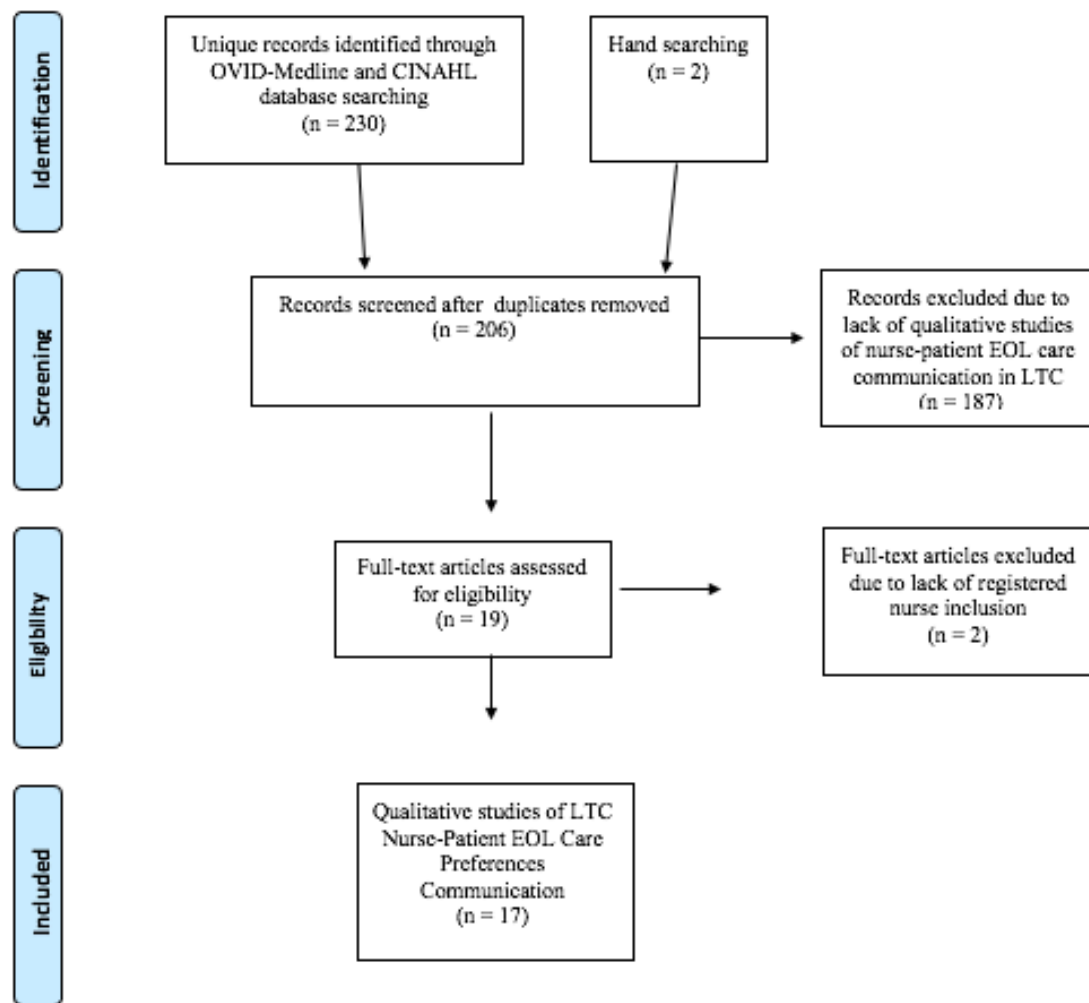 Identification
Unique records identified through
OVID-Medline and CINAHL
database searching
(n = 230)
Hand searching
(n = 2)
Screening
Records screened after duplicates removed
(n = 206)
Records excluded due to
lack of qualitative studies
of nurse-patient EOL care
communication in LTC
(n = 187)
Eligibility
Full-text articles assessed
for eligibility
(n = 19)
Full-text articles excluded
due to lack of registered
nurse inclusion
(n = 2)
Included
Qualitative studies of LTC
Nurse-Patient EOL Care
Preferences
Communication
(n = 17)